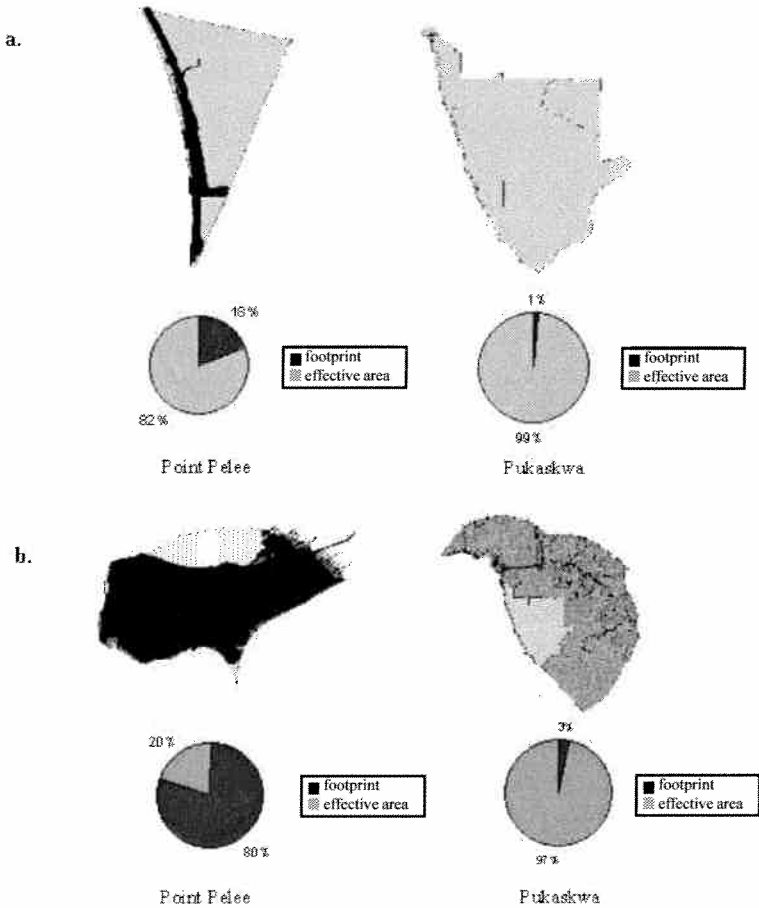 a.
18%
1%
footprint
effective area
footprint
effective area
82%
99%
Point Pelee
Pukaskwa
b.
20%
3%
footprint
effective area
footprint
effective area
80%
97%
Point Pelee
Pukaskwa